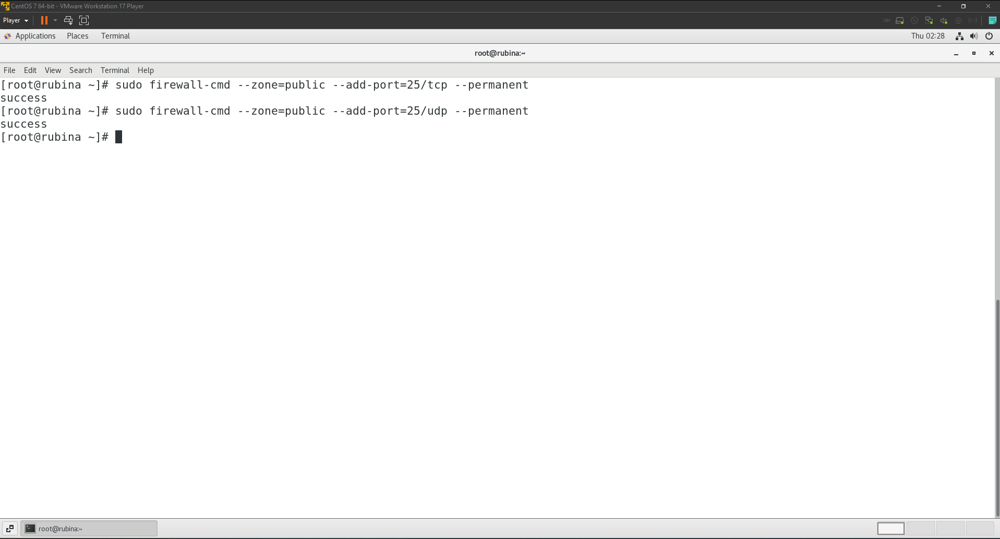 CentOS 7 64-bit - VMware Workstation 17 Player
Player
Applications Places Terminal Thu 02:28
root@rubina:~
File Edit View Search Terminal Help
[root@rubina ~]# sudo firewall-cmd --zone=public --add-port=25/tcp --permanent
success
[root@rubina ~]# sudo firewall-cmd --zone=public --add-port=25/udp --permanent
success
[root@rubina ~]#
root@rubina:~